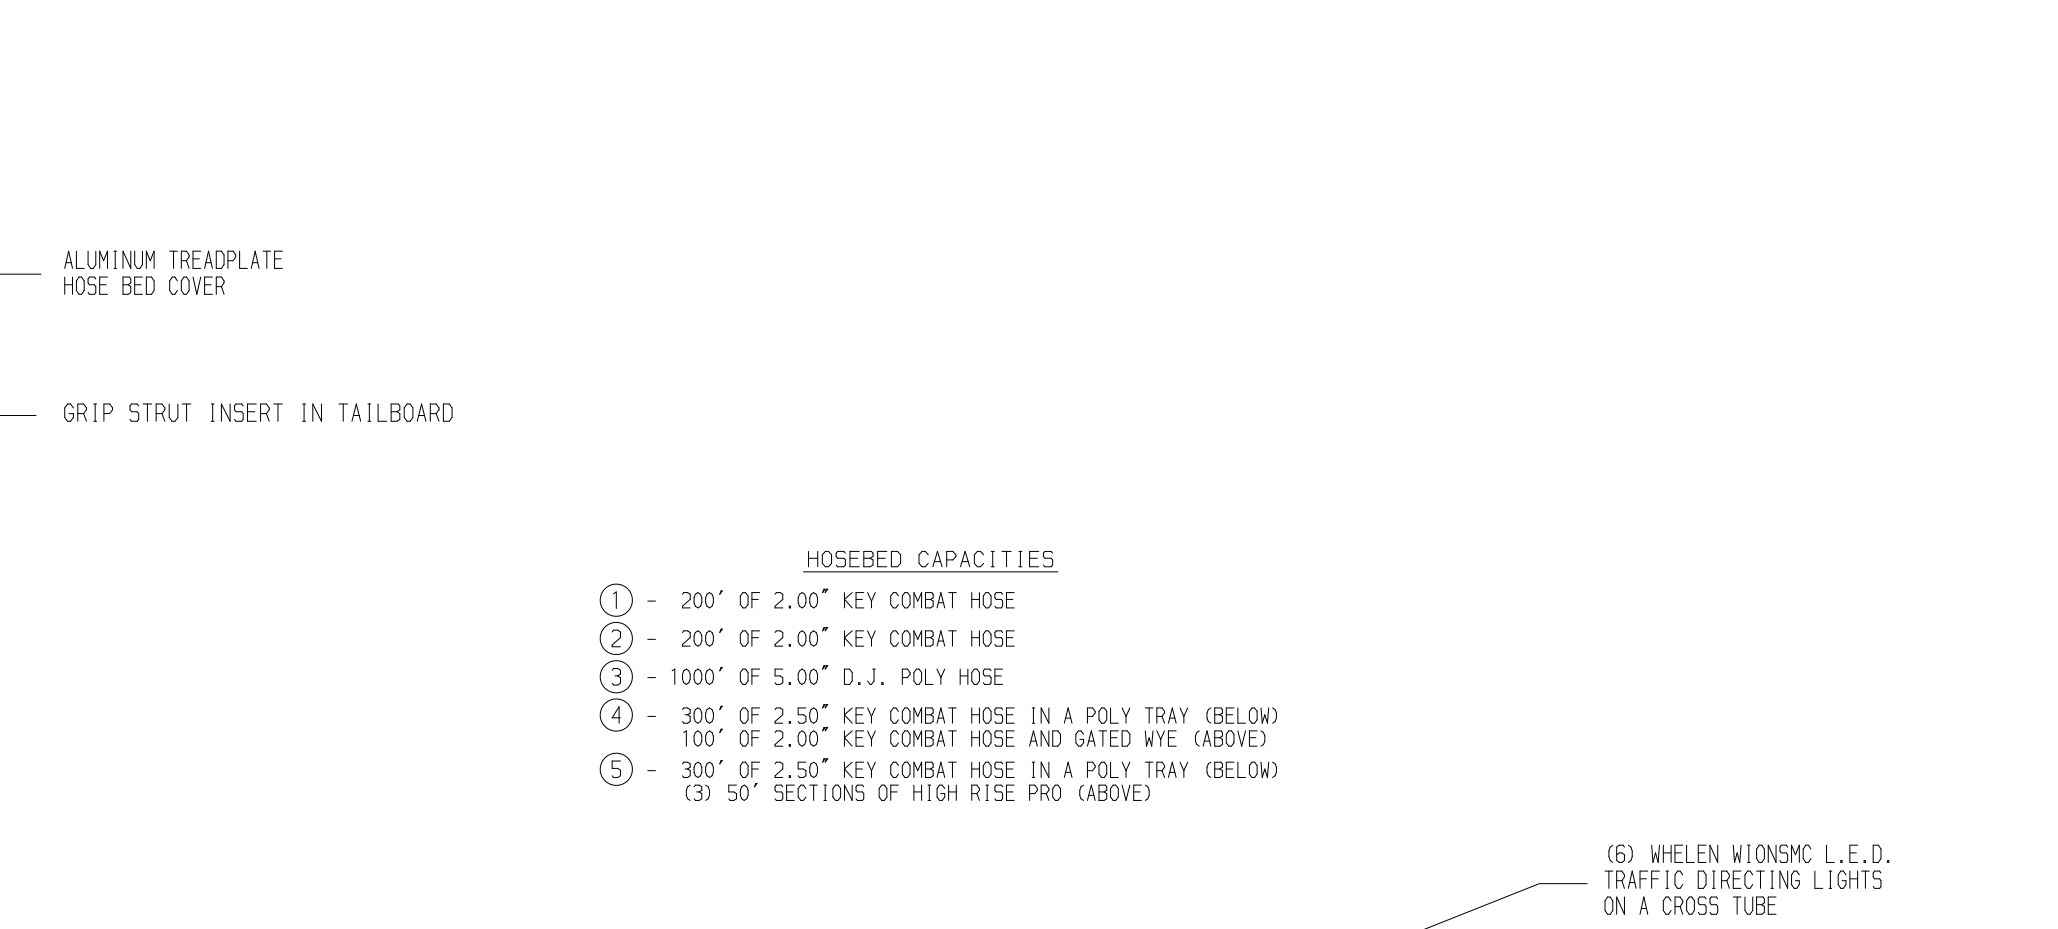 ALUMINUM TREADPLATE
HOSE BED COVER
GRIP STRUT INSERT IN TAILBOARD
HOSEBED CAPACITIES
1 - 200' OF 2.00" KEY COMBAT HOSE
2 - 200' OF 2.00" KEY COMBAT HOSE
3 - 1000' OF 5.00" D.J. POLY HOSE
4 - 300' OF 2.50" KEY COMBAT HOSE IN A POLY TRAY (BELOW)
100' OF 2.00" KEY COMBAT HOSE AND GATED WYE (ABOVE)
5 - 300' OF 2.50" KEY COMBAT HOSE IN A POLY TRAY (BELOW)
(3) 50' SECTIONS OF HIGH RISE PRO (ABOVE)
(6) WHELEN WIONSMC L.E.D.
TRAFFIC DIRECTING LIGHTS
ON A CROSS TUBE